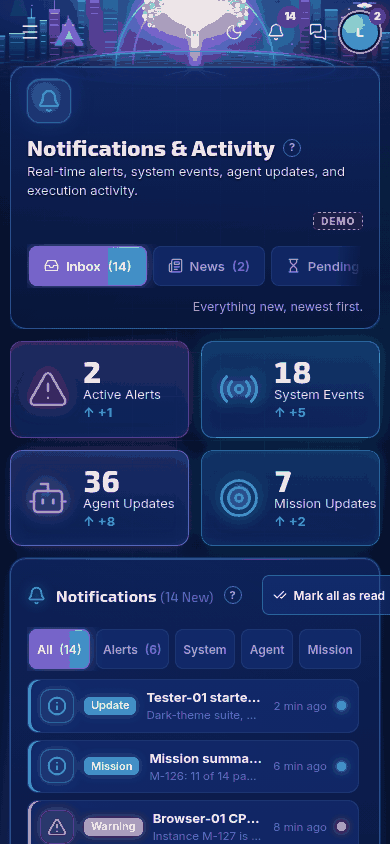 14
2
L
Notifications & Activity ?
Real-time alerts, system events, agent updates, and
execution activity.
DEMO
Inbox (14)
News (2)
Pending
Everything new, newest first.
2
Active Alerts
↑ +1
18
System Events
↑ +5
36
Agent Updates
↑ +8
7
Mission Updates
↑ +2
Notifications (14 New) ?
Mark all as read
All (14)
Alerts (6)
System
Agent
Mission
Update
Tester-01 starte...
Dark-theme suite, ...
2 min ago
Mission
Mission summa...
M-126: 11 of 14 pa...
6 min ago
Warning
Browser-01 CP...
Instance M-127 is ...
8 min ago